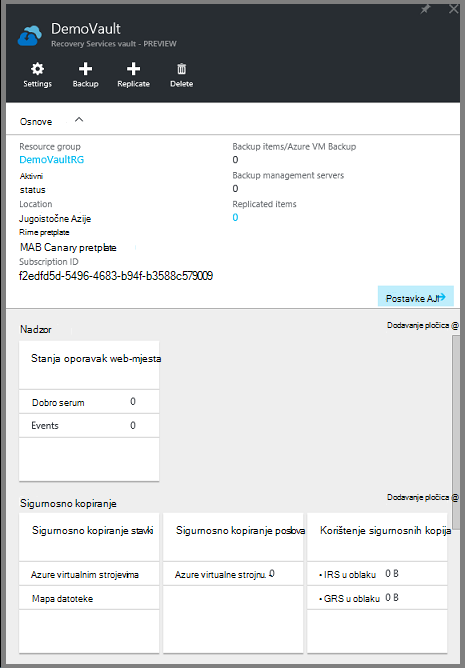 DemoVault
Recovery Services vault - PREVIEW
Settings
Backup
Replicate
Delete
Osnove
Resource group
DemoVaultRG
Aktivni
status
Location
Jugoistočne Azije
Rime pretplate
MAB Canary pretplate
Subscription ID
f2edfd5d-5496-4683-b94f-b3588c579009
Backup items/Azure VM Backup
0
Backup management servers
0
Replicated items
0
Postavke AJI
Nadzor
Dodavanje pločica @
Stanja oporavak web-mjesta
Dobro serum 0
Events 0
Sigurnosno kopiranje
Dodavanje pločica @
Sigurnosno kopiranje stavki
Azure virtualnim strojevima
Mapa datoteke
Sigurnosno kopiranje poslova
Azure virtualne strojnu. 0
Korištenje sigurnosnih kopija
• IRS u oblaku 0 B
• GRS u oblaku 0 B